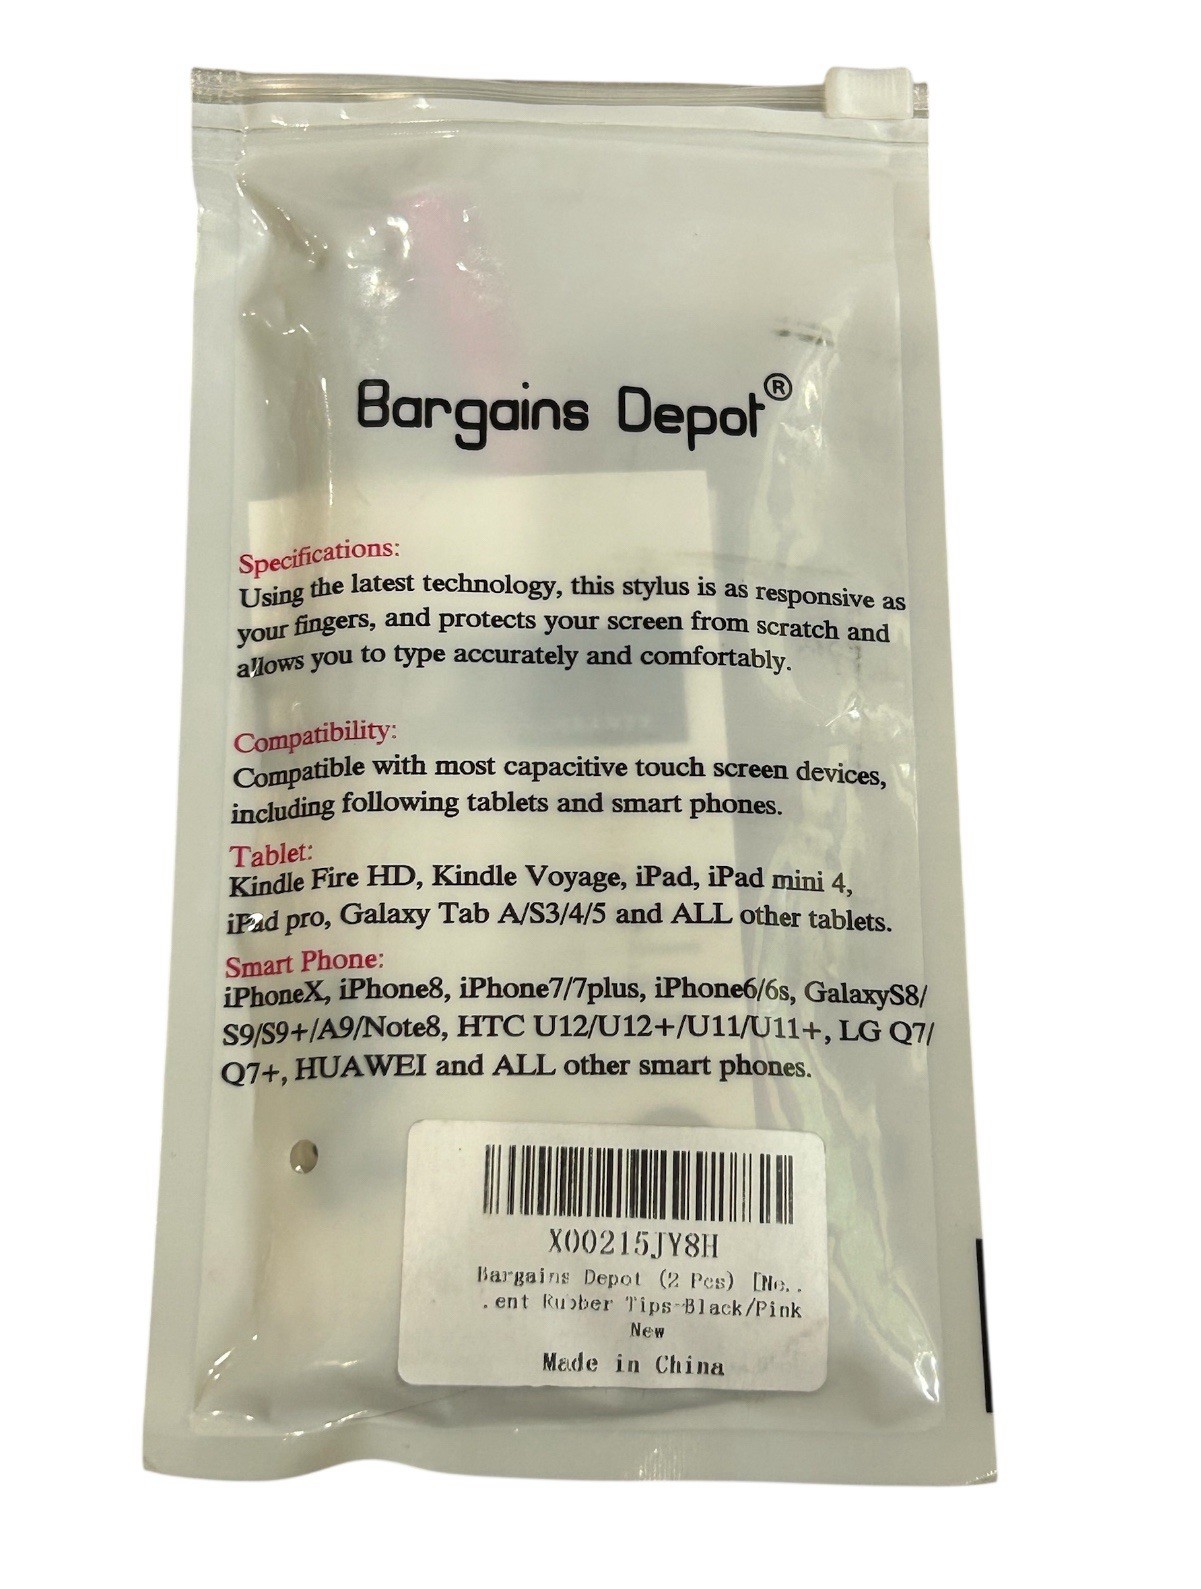 Bargains Depot®
Specifications:
Using the latest technology, this stylus is as responsive as
your fingers, and protects your screen from scratch and
allows you to type accurately and comfortably.
Compatibility:
Compatible with most capacitive touch screen devices,
including following tablets and smart phones.
Tablet:
Kindle Fire HD, Kindle Voyage, iPad, iPad mini 4,
iPad pro, Galaxy Tab A/S3/4/5 and ALL other tablets.
Smart Phone:
iPhoneX, iPhone8, iPhone7/7plus, iPhone6/6s, GalaxyS8/
S9/S9+/A9/Note8, HTC U12/U12+/U11/U11+, LG Q7/
Q7+, HUAWEI and ALL other smart phones.
X00215JY8H
Bargains Depot (2 Pcs) [Ne..
.ent Rubber Tips-Black/Pink
New
Made in China